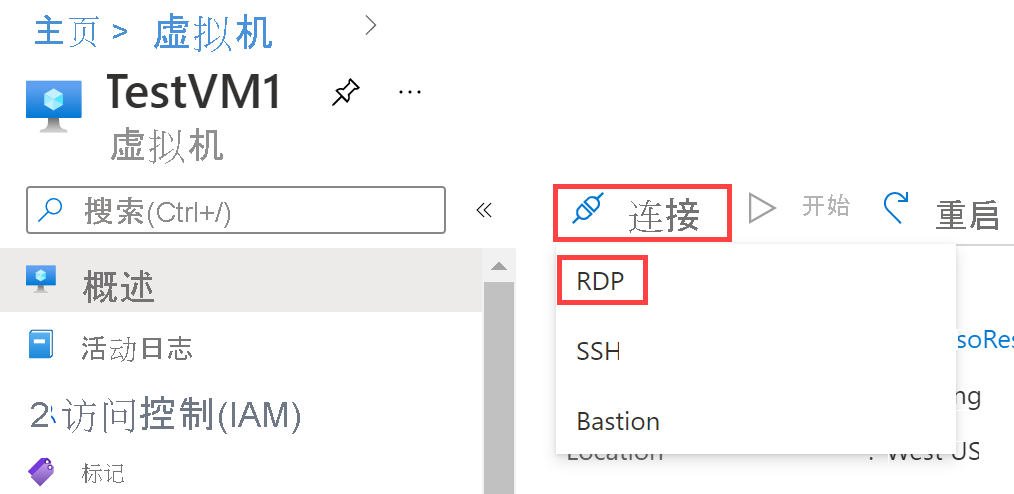 主页 > 虚拟机 >
TestVM1 ...
虚拟机
搜索(Ctrl+/) «
连接 开始 重启
概述
RDP
活动日志
SSH
soRes
访问控制(IAM)
ng
Bastion
Location : West US
标记